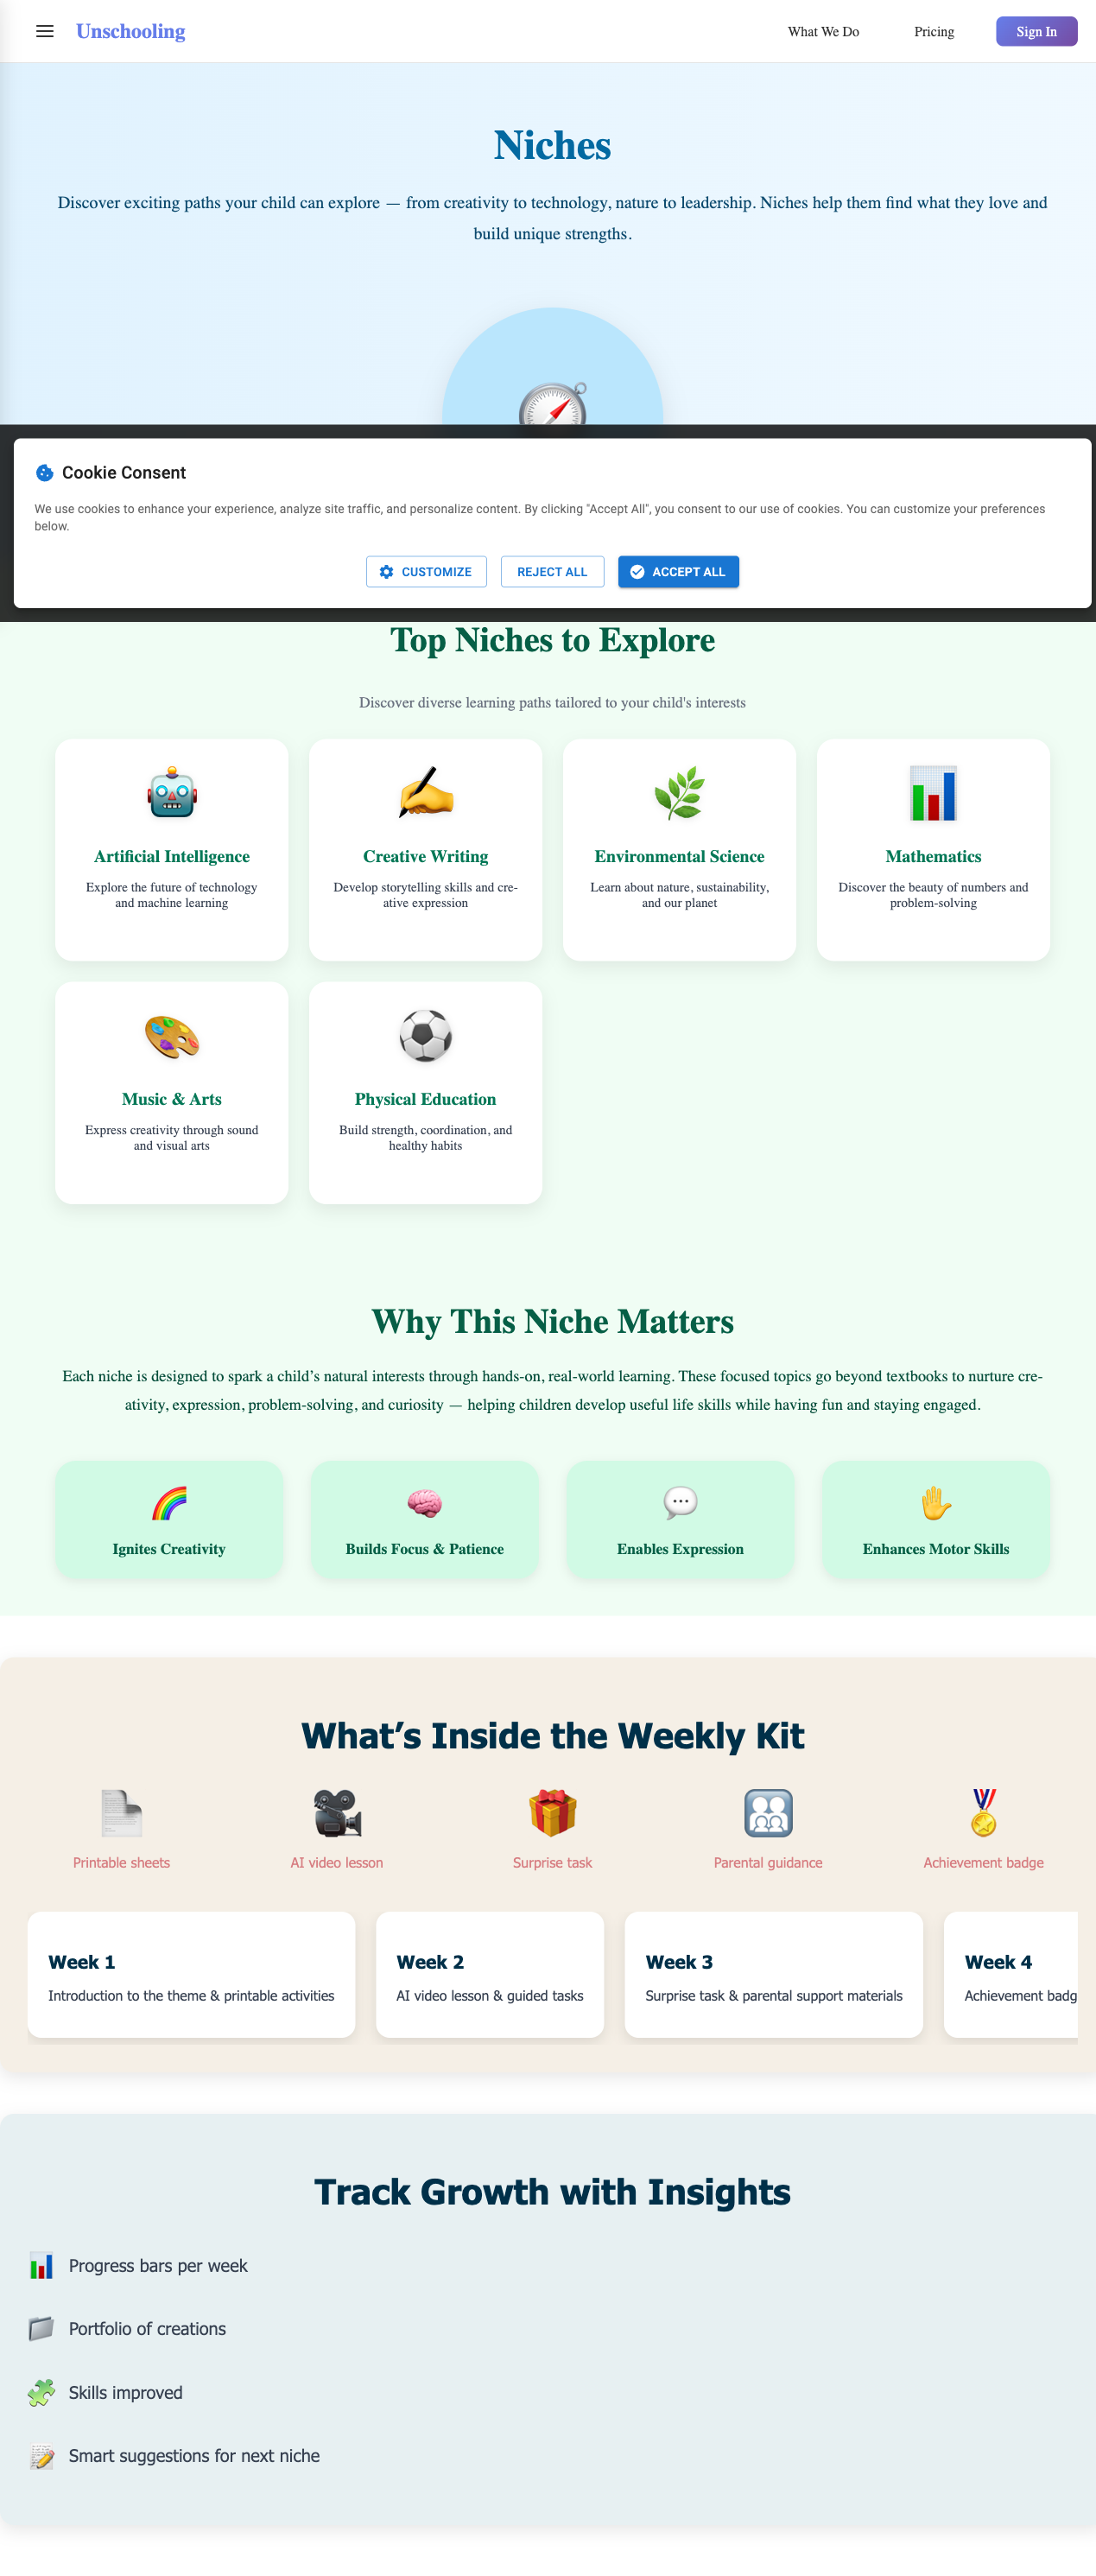 Unschooling
What We Do
Pricing
Sign In
Niches
Discover exciting paths your child can explore — from creativity to technology, nature to leadership. Niches help them find what they love and
build unique strengths.
Cookie Consent
We use cookies to enhance your experience, analyze site traffic, and personalize content. By clicking "Accept All", you consent to our use of cookies. You can customize your preferences
below.
CUSTOMIZE
REJECT ALL
ACCEPT ALL
Top Niches to Explore
Discover diverse learning paths tailored to your child's interests
Artificial Intelligence
Explore the future of technology
and machine learning
Creative Writing
Develop storytelling skills and cre-
ative expression
Environmental Science
Learn about nature, sustainability,
and our planet
Mathematics
Discover the beauty of numbers and
problem-solving
Music & Arts
Express creativity through sound
and visual arts
Physical Education
Build strength, coordination, and
healthy habits
Why This Niche Matters
Each niche is designed to spark a child’s natural interests through hands-on, real-world learning. These focused topics go beyond textbooks to nurture cre-
ativity, expression, problem-solving, and curiosity — helping children develop useful life skills while having fun and staying engaged.
Ignites Creativity
Builds Focus & Patience
Enables Expression
Enhances Motor Skills
What’s Inside the Weekly Kit
Printable sheets
AI video lesson
Surprise task
Parental guidance
Achievement badge
Week 1
Introduction to the theme & printable activities
Week 2
AI video lesson & guided tasks
Week 3
Surprise task & parental support materials
Week 4
Achievement badg
Track Growth with Insights
Progress bars per week
Portfolio of creations
Skills improved
Smart suggestions for next niche